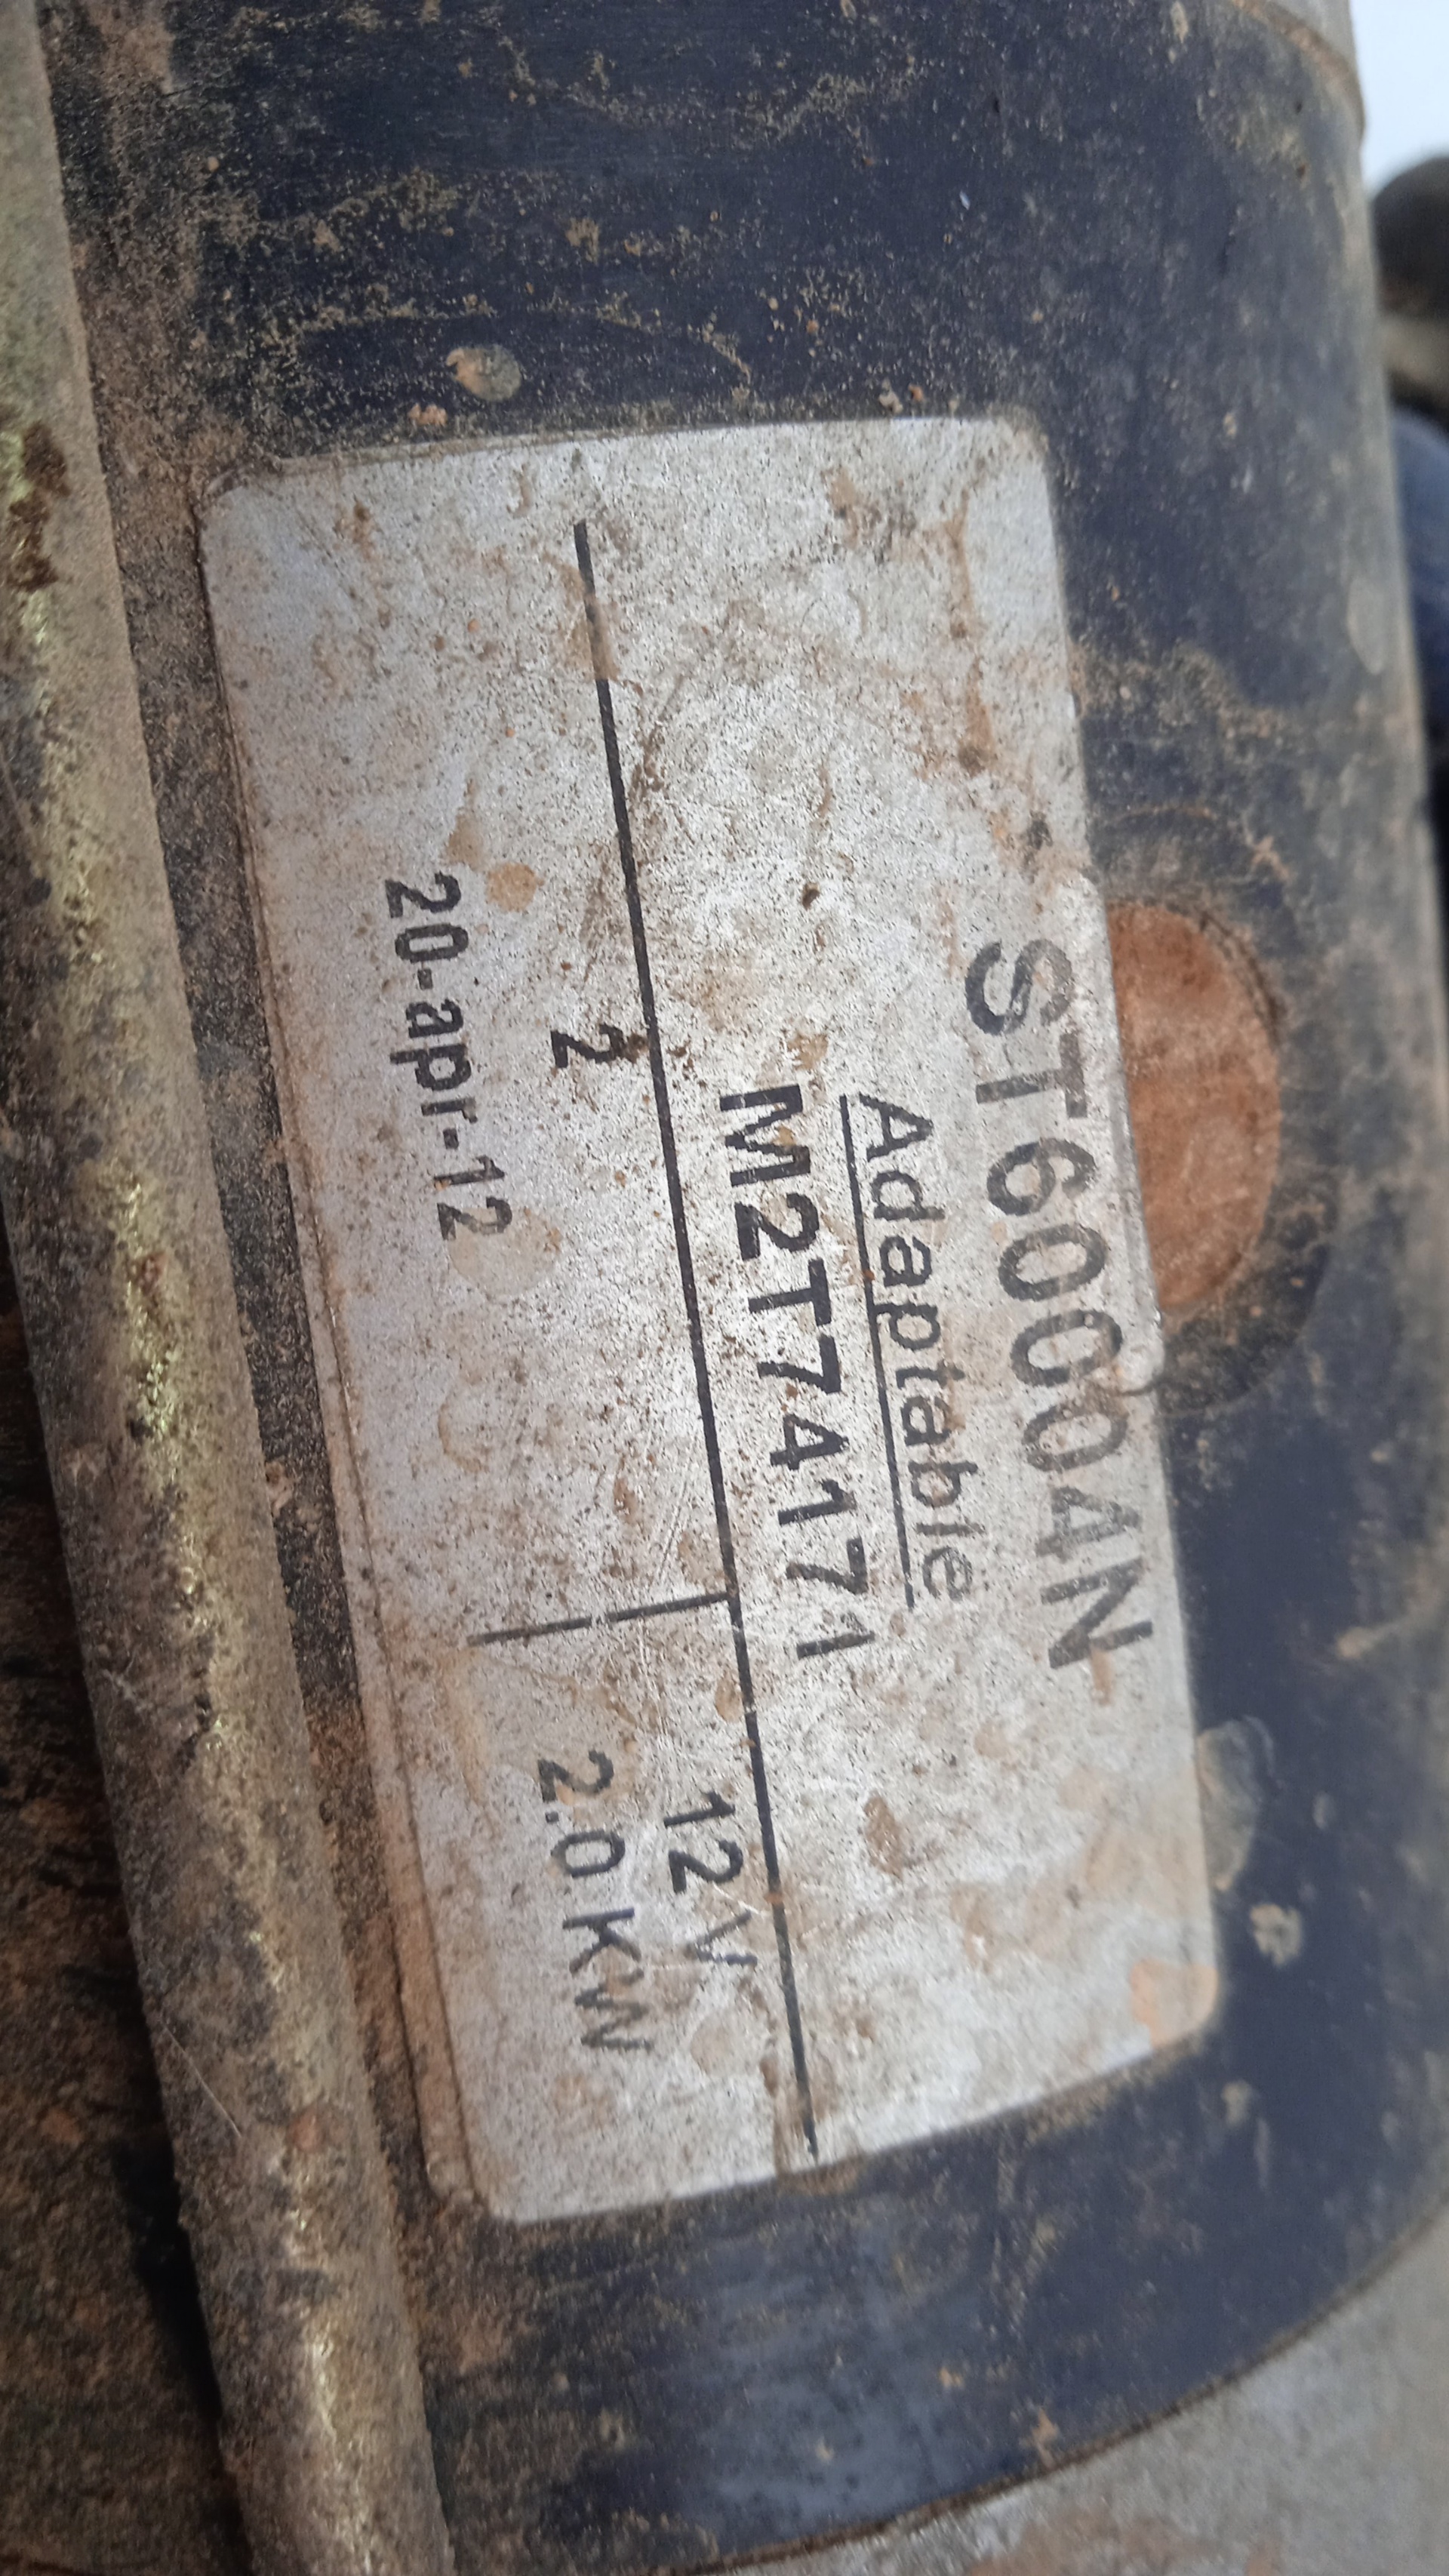 ST60004N
Adaptable
M2T74171
2
12 V
2.0 KW
20-apr-12